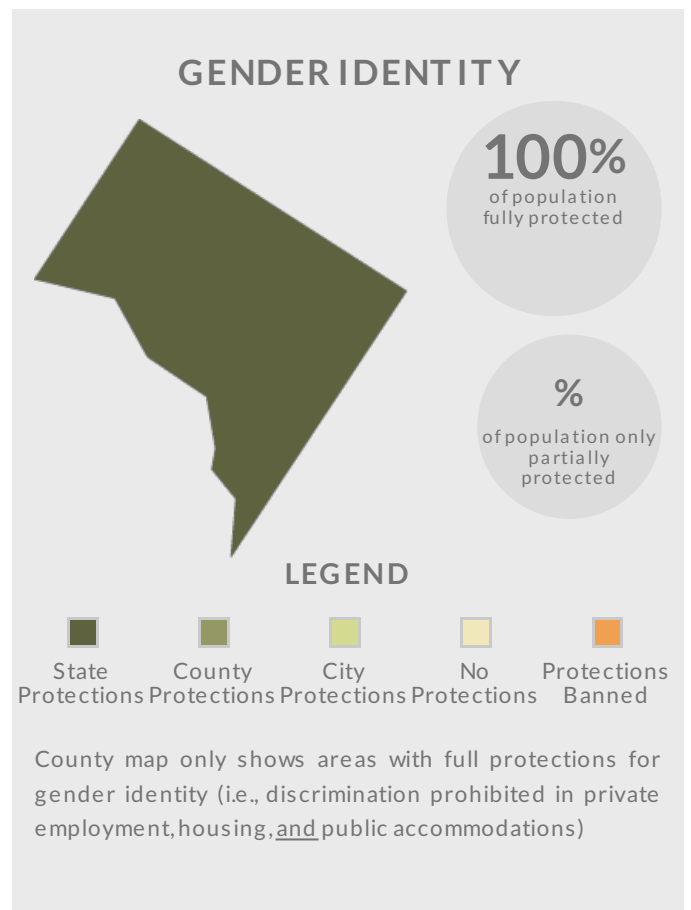 GENDER IDENTITY
100%
of population
fully protected
%
of population only
partially
protected
LEGEND
State
Protections
County
Protections
City
Protections
No
Protections
Protections
Banned
County map only shows areas with full protections for
gender identity (i.e., discrimination prohibited in private
employment, housing, and public accommodations)